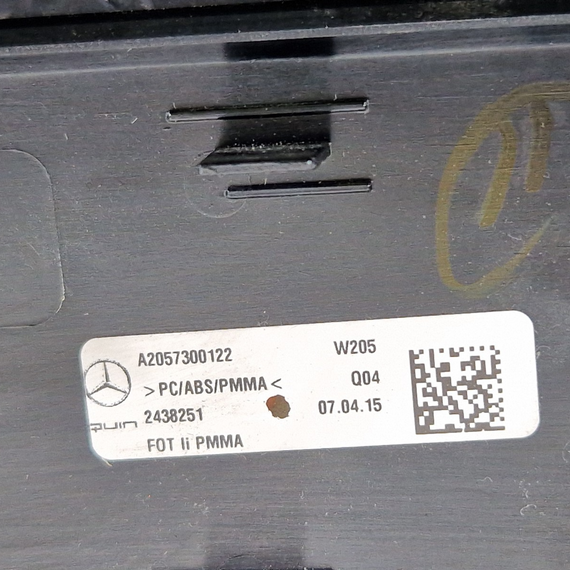 A2057300122 W205
>PC/ABS/PMMA< Q04
2438251 07.04.15
QUIN
FOT li PMMA